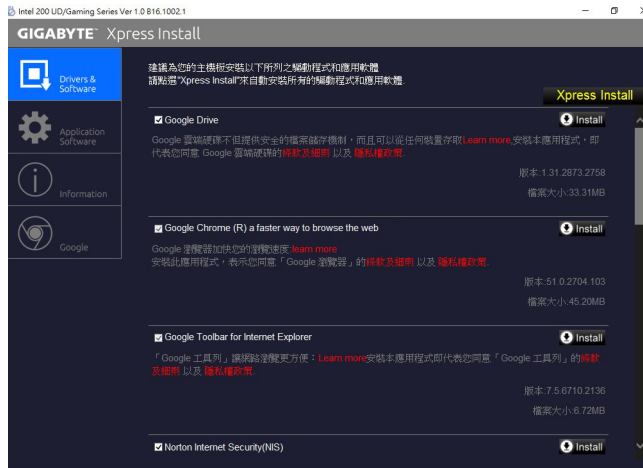 Intel 200 UD/Gaming Series Ver 1.0 B16.1002.1
GIGABYTE™ Xpress Install
Drivers &
Software
Application
Software
Information
Google
建議為您的主機板安裝以下所列之驅動程式和應用軟體
請點選"Xpress Install"來自動安裝所有的驅動程式和應用軟體.
Xpress Install
Google Drive
Install
Google 雲端硬碟不但提供安全的檔案儲存機制，而且可以從任何裝置存取Learn more,安裝本應用程式，即
代表您同意 Google 雲端硬碟的條款及細則 以及 隱私權政策.
版本:1.31.2873.2758
檔案大小:33.31MB
Google Chrome (R) a faster way to browse the web
Install
Google 瀏覽器加快您的瀏覽速度:learn more
安裝此應用程式，表示您同意「Google 瀏覽器」的條款及細則 以及 隱私權政策.
版本:51.0.2704.103
檔案大小:45.20MB
Google Toolbar for Internet Explorer
Install
「Google 工具列」讓網路瀏覽更方便：Learn more安裝本應用程式即代表您同意「Google 工具列」的條款
及細則 以及 隱私權政策.
版本:7.5.6710.2136
檔案大小:6.72MB
Norton Internet Security(NIS)
Install